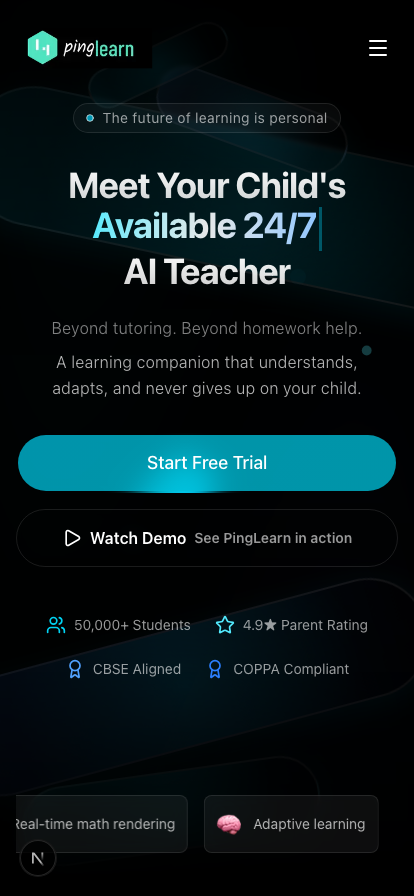 pinglearn
The future of learning is personal
Meet Your Child's
Available 24/7
AI Teacher
Beyond tutoring. Beyond homework help.
A learning companion that understands,
adapts, and never gives up on your child.
Start Free Trial
Watch Demo See PingLearn in action
50,000+ Students 4.9★ Parent Rating
CBSE Aligned COPPA Compliant
Real-time math rendering Adaptive learning
N